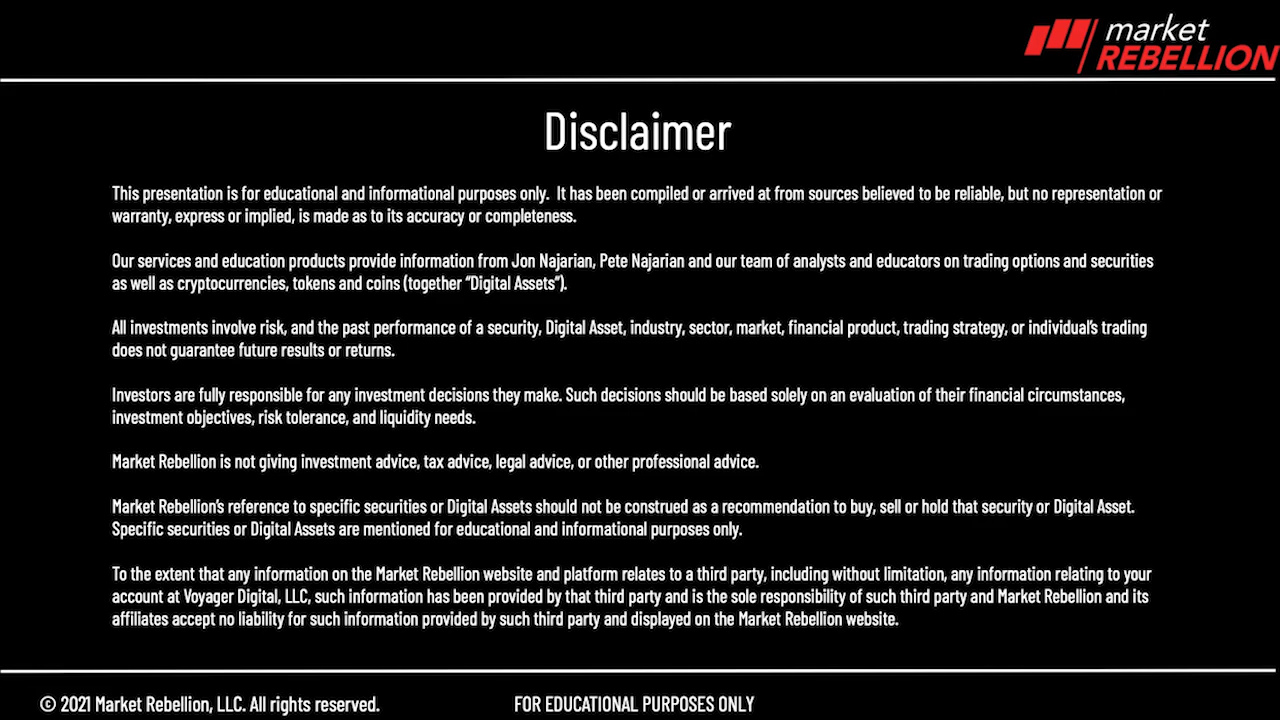 market
REBELLION
Disclaimer
This presentation is for educational and informational purposes only.  It has been compiled or arrived at from sources believed to be reliable, but no representation or
warranty, express or implied, is made as to its accuracy or completeness.
Our services and education products provide information from Jon Najarian, Pete Najarian and our team of analysts and educators on trading options and securities
as well as cryptocurrencies, tokens and coins (together “Digital Assets”).
All investments involve risk, and the past performance of a security, Digital Asset, industry, sector, market, financial product, trading strategy, or individual’s trading
does not guarantee future results or returns.
Investors are fully responsible for any investment decisions they make. Such decisions should be based solely on an evaluation of their financial circumstances,
investment objectives, risk tolerance, and liquidity needs.
Market Rebellion is not giving investment advice, tax advice, legal advice, or other professional advice.
Market Rebellion’s reference to specific securities or Digital Assets should not be construed as a recommendation to buy, sell or hold that security or Digital Asset.
Specific securities or Digital Assets are mentioned for educational and informational purposes only.
To the extent that any information on the Market Rebellion website and platform relates to a third party, including without limitation, any information relating to your
account at Voyager Digital, LLC, such information has been provided by that third party and is the sole responsibility of such third party and Market Rebellion and its
affiliates accept no liability for such information provided by such third party and displayed on the Market Rebellion website.
© 2021 Market Rebellion, LLC. All rights reserved.
FOR EDUCATIONAL PURPOSES ONLY